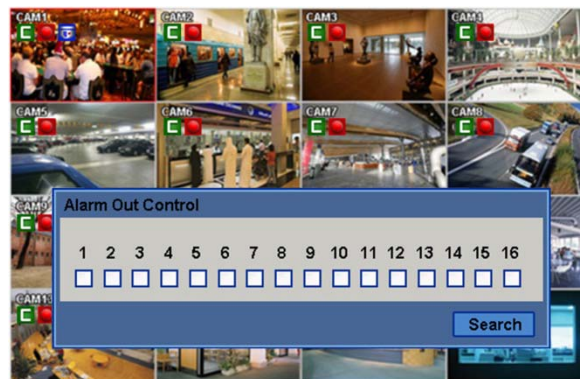 CAM1 CAM2 CAM3 CAM4
C C C C
CAM5 CAM6 CAM7 CAM8
C C C C
CAM9
C
Alarm Out Control
1 2 3 4 5 6 7 8 9 10 11 12 13 14 15 16
Search
CAM13
C